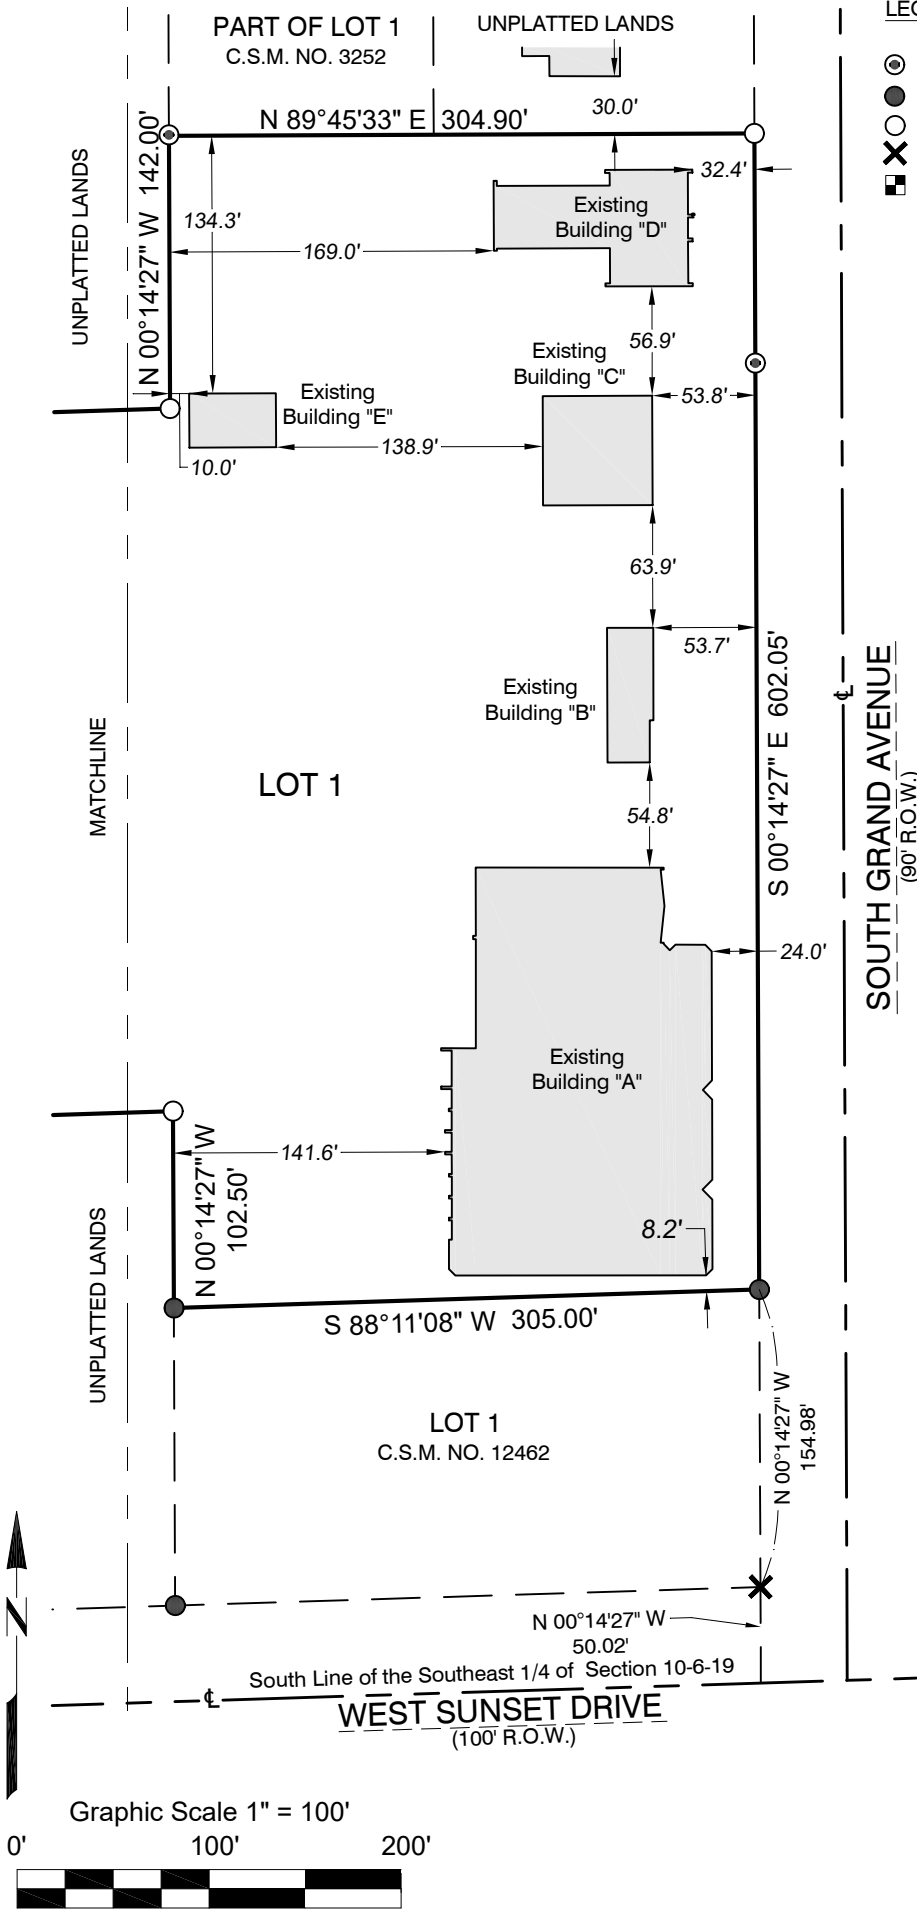 PART OF LOT 1
C.S.M. NO. 3252
UNPLATTED LANDS
30.0'
N 89°45'33" E 304.90'
N 00°14'27" W 142.00'
UNPLATTED LANDS
134.3'
169.0'
32.4'
Existing
Building "D"
56.9'
Existing
Building "C"
53.8'
Existing
Building "E"
138.9'
10.0'
63.9'
53.7'
Existing
Building "B"
S 00°14'27" E 602.05'
℄
SOUTH GRAND AVENUE
(90' R.O.W.)
MATCHLINE
LOT 1
54.8'
24.0'
Existing
Building "A"
141.6'
N 00°14'27" W
102.50'
8.2'
UNPLATTED LANDS
S 88°11'08" W 305.00'
LOT 1
C.S.M. NO. 12462
N 00°14'27" W
154.98'
N
N 00°14'27" W
50.02'
South Line of the Southeast 1/4 of Section 10-6-19
℄
WEST SUNSET DRIVE
(100' R.O.W.)
Graphic Scale 1" = 100'
0' 100' 200'